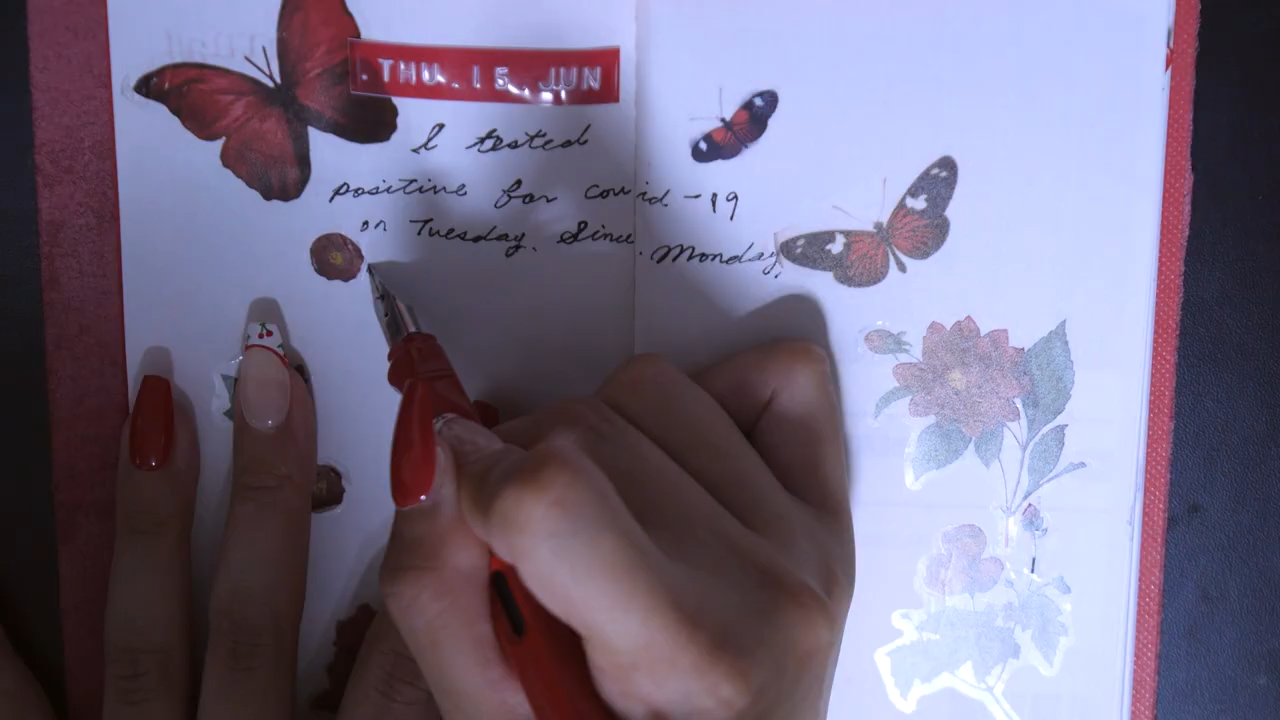 . THU. 15. JUN
I tested
positive for covid-19
on Tuesday. Since Monday,